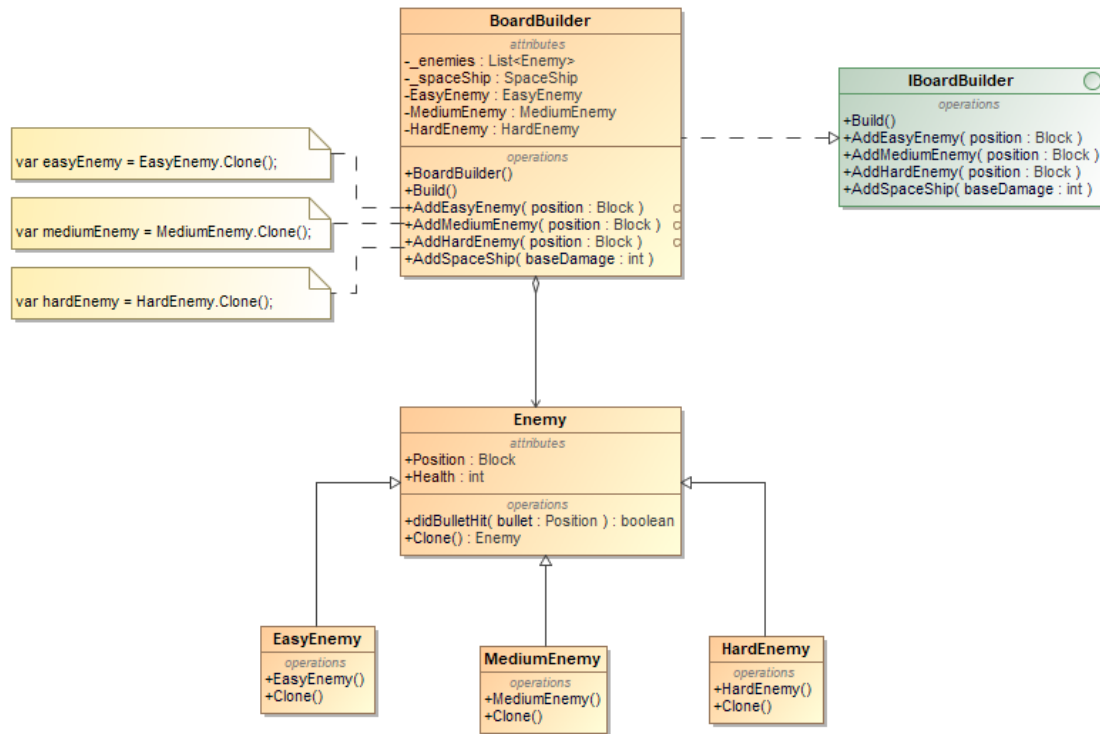 BoardBuilder
attributes
-_enemies : List<Enemy>
-_spaceShip : SpaceShip
-EasyEnemy : EasyEnemy
-MediumEnemy : MediumEnemy
-HardEnemy : HardEnemy
operations
+BoardBuilder()
+Build()
+AddEasyEnemy( position : Block )
+AddMediumEnemy( position : Block )
+AddHardEnemy( position : Block )
+AddSpaceShip( baseDamage : int )
IBoardBuilder
operations
+Build()
+AddEasyEnemy( position : Block )
+AddMediumEnemy( position : Block )
+AddHardEnemy( position : Block )
+AddSpaceShip( baseDamage : int )
var easyEnemy = EasyEnemy.Clone();
var mediumEnemy = MediumEnemy.Clone();
var hardEnemy = HardEnemy.Clone();
Enemy
attributes
+Position : Block
+Health : int
operations
+didBulletHit( bullet : Position ) : boolean
+Clone() : Enemy
EasyEnemy
operations
+EasyEnemy()
+Clone()
MediumEnemy
operations
+MediumEnemy()
+Clone()
HardEnemy
operations
+HardEnemy()
+Clone()